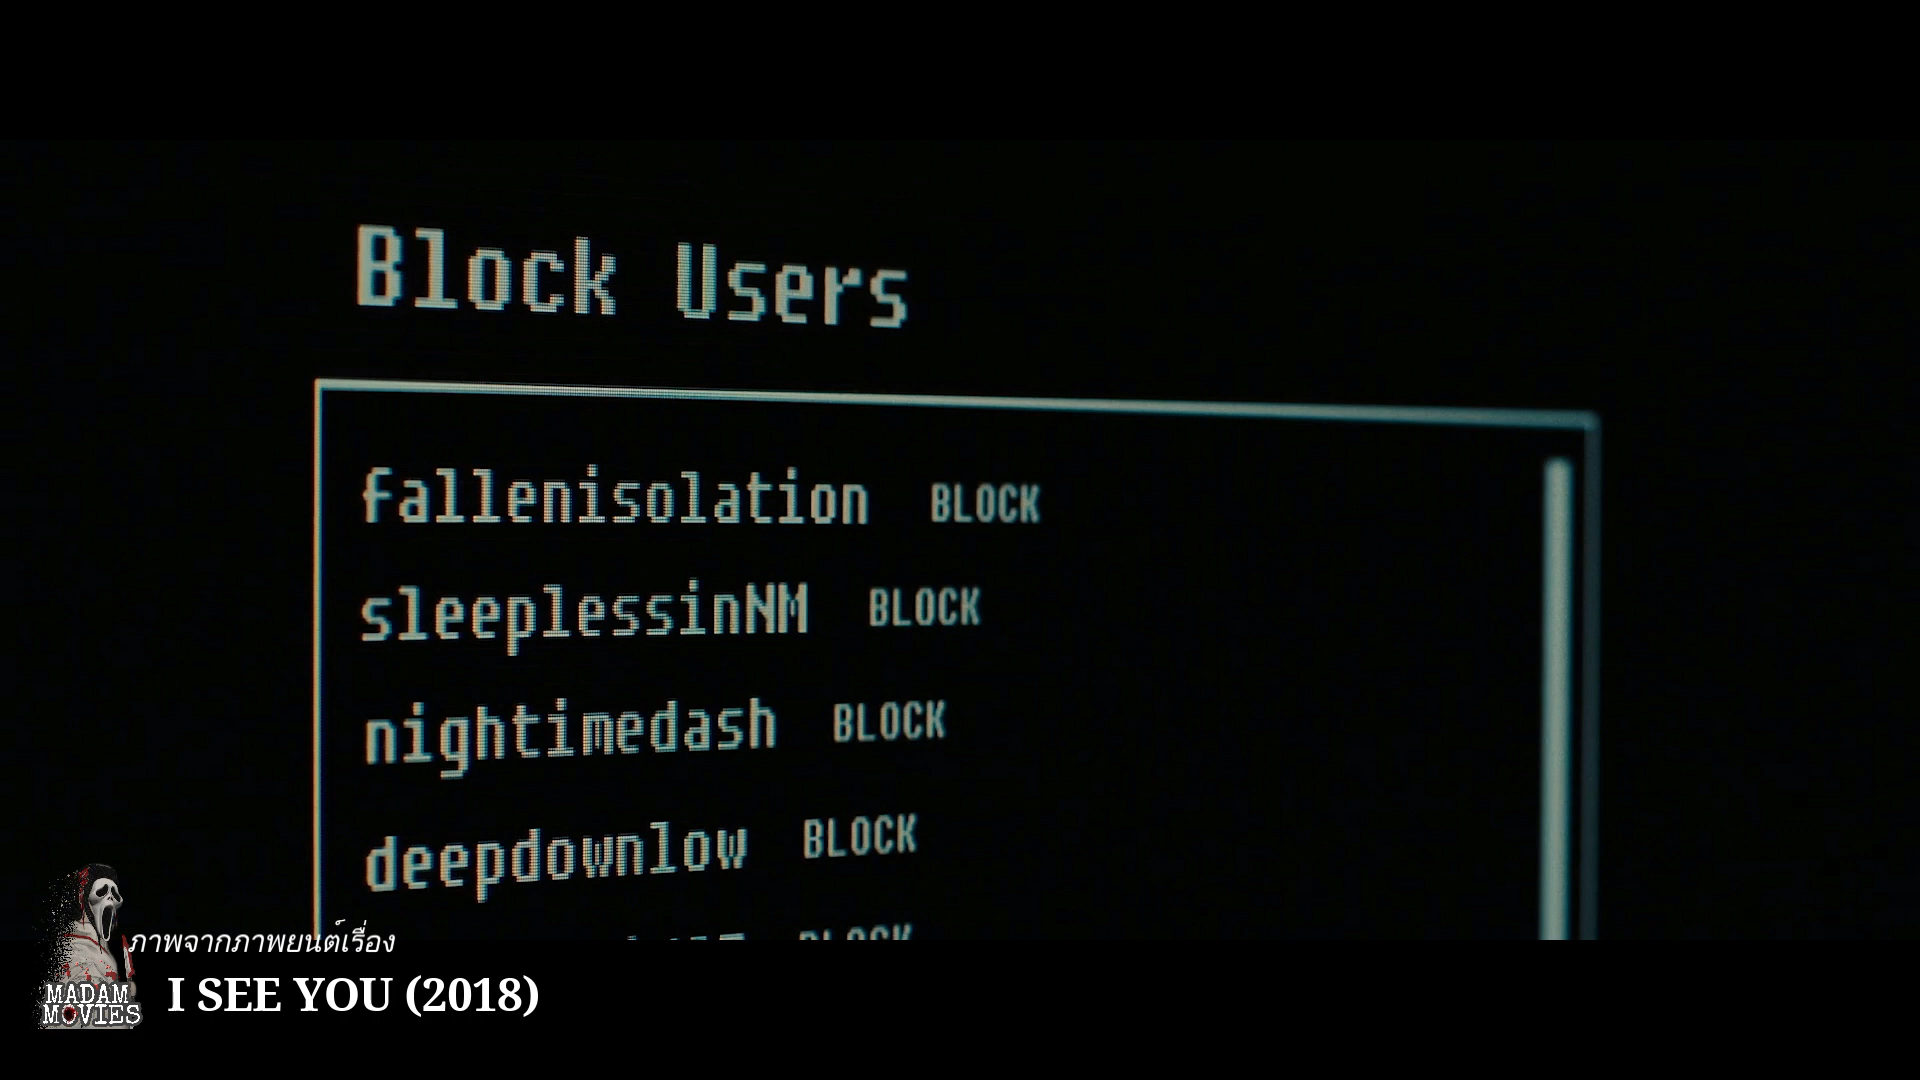 Block Users
fallenisolation BLOCK
sleeplessinNM BLOCK
nightimedash BLOCK
deepdownlow BLOCK
BLOCK
ภาพจากภาพยนต์เรื่อง
I SEE YOU (2018)
MADAM
MOVIES